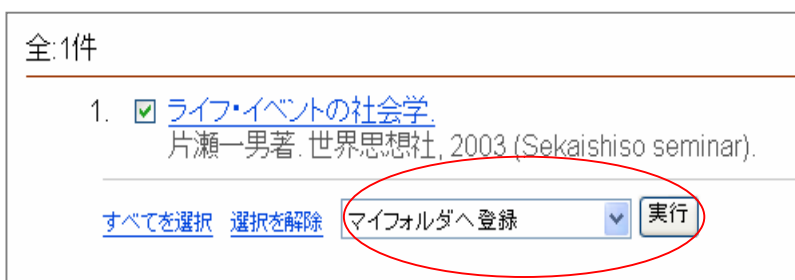 全:1件
1. ライフ・イベントの社会学.
片瀬一男著. 世界思想社, 2003 (Sekaishiso seminar).
すべてを選択 選択を解除 マイフォルダへ登録 実行